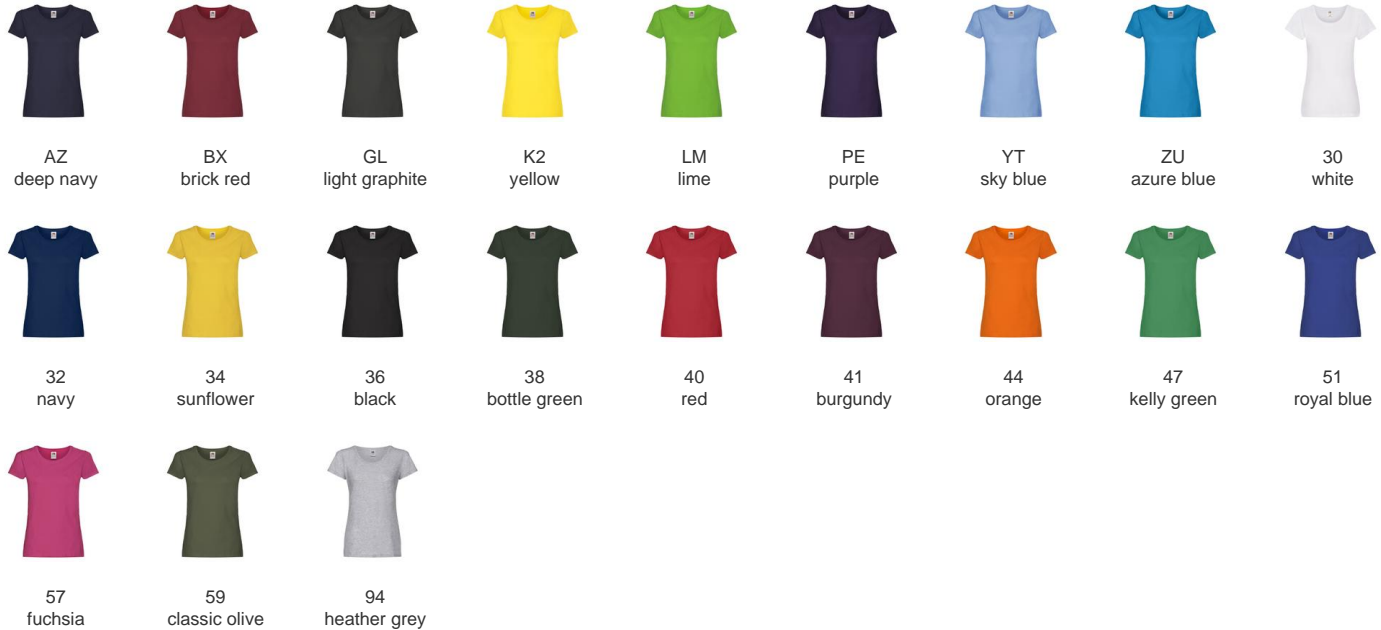 AZ
deep navy
BX
brick red
GL
light graphite
K2
yellow
LM
lime
PE
purple
YT
sky blue
ZU
azure blue
30
white
32
navy
34
sunflower
36
black
38
bottle green
40
red
41
burgundy
44
orange
47
kelly green
51
royal blue
57
fuchsia
59
classic olive
94
heather grey